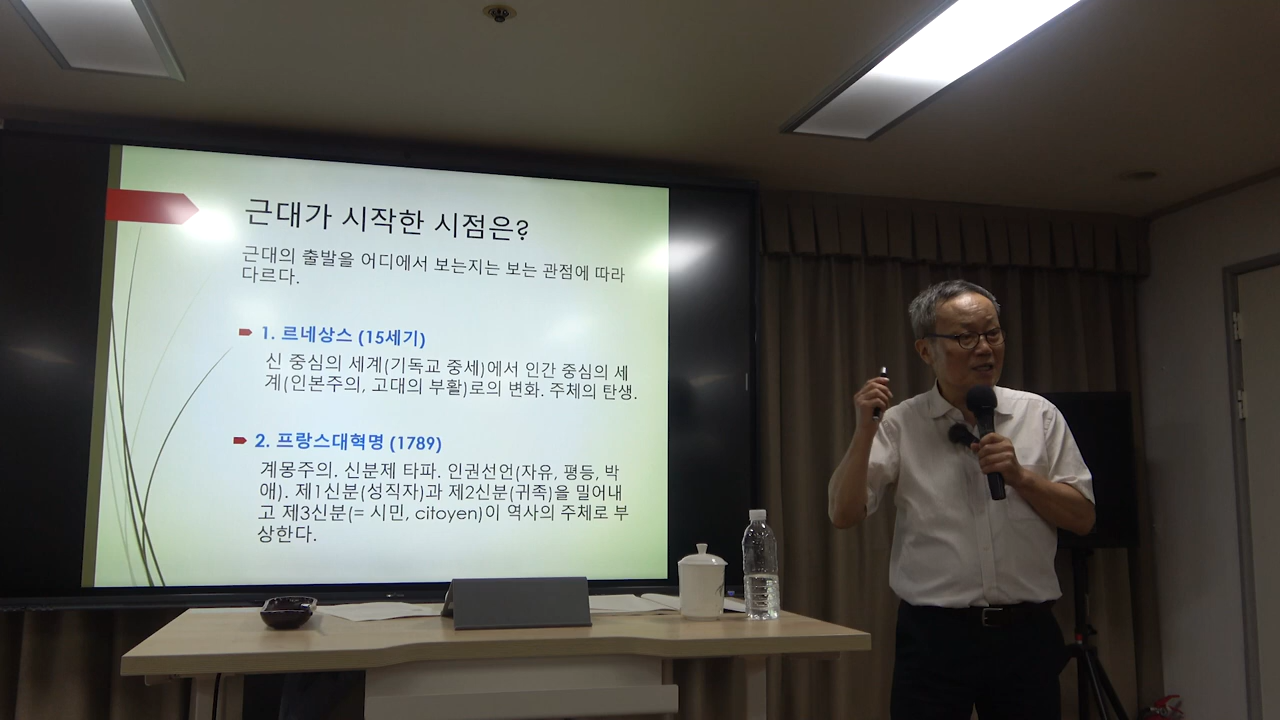 근대가 시작한 시점은?
근대의 출발을 어디에서 보는지는 보는 관점에 따라
다르다.
1. 르네상스 (15세기)
신 중심의 세계(기독교 중세)에서 인간 중심의 세
계(인본주의, 고대의 부활)로의 변화. 주체의 탄생.
2. 프랑스대혁명 (1789)
계몽주의. 신분제 타파. 인권선언(자유, 평등, 박
애). 제1신분(성직자)과 제2신분(귀족)을 밀어내
고 제3신분(= 시민, citoyen)이 역사의 주체로 부
상한다.